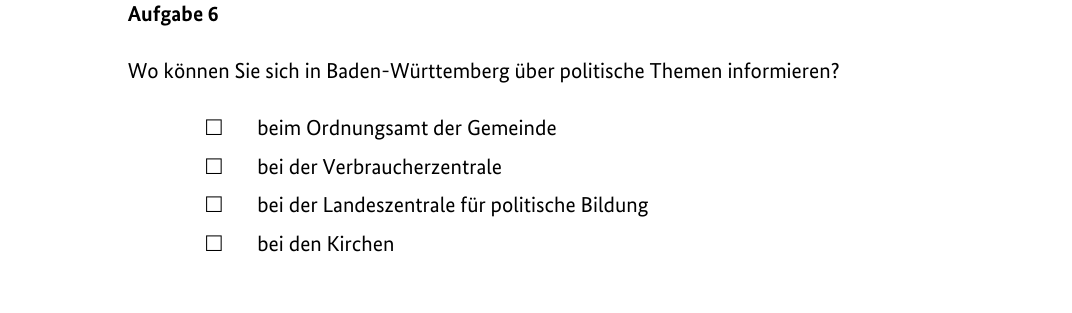 Aufgabe 6
Wo können Sie sich in Baden-Württemberg über politische Themen informieren?
☐ beim Ordnungsamt der Gemeinde
☐ bei der Verbraucherzentrale
☐ bei der Landeszentrale für politische Bildung
☐ bei den Kirchen